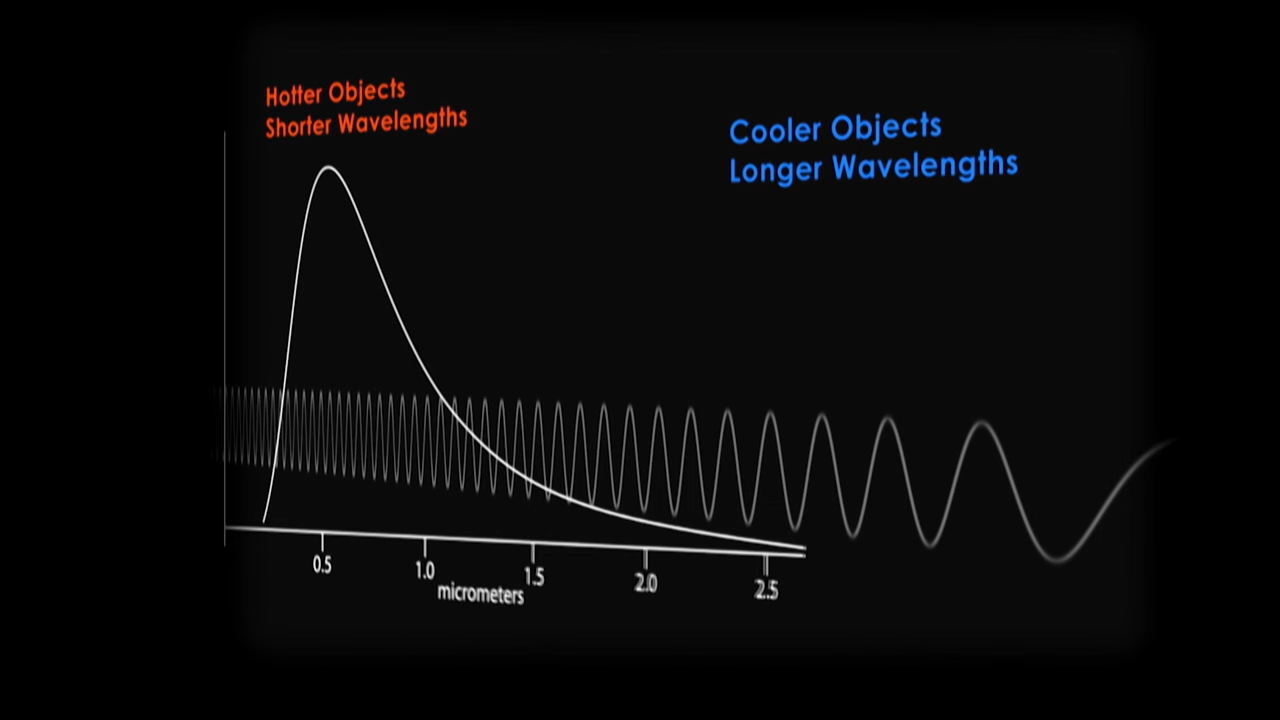 Hotter Objects
Shorter Wavelengths
Cooler Objects
Longer Wavelengths
0.5
1.0
1.5
2.0
2.5
micrometers